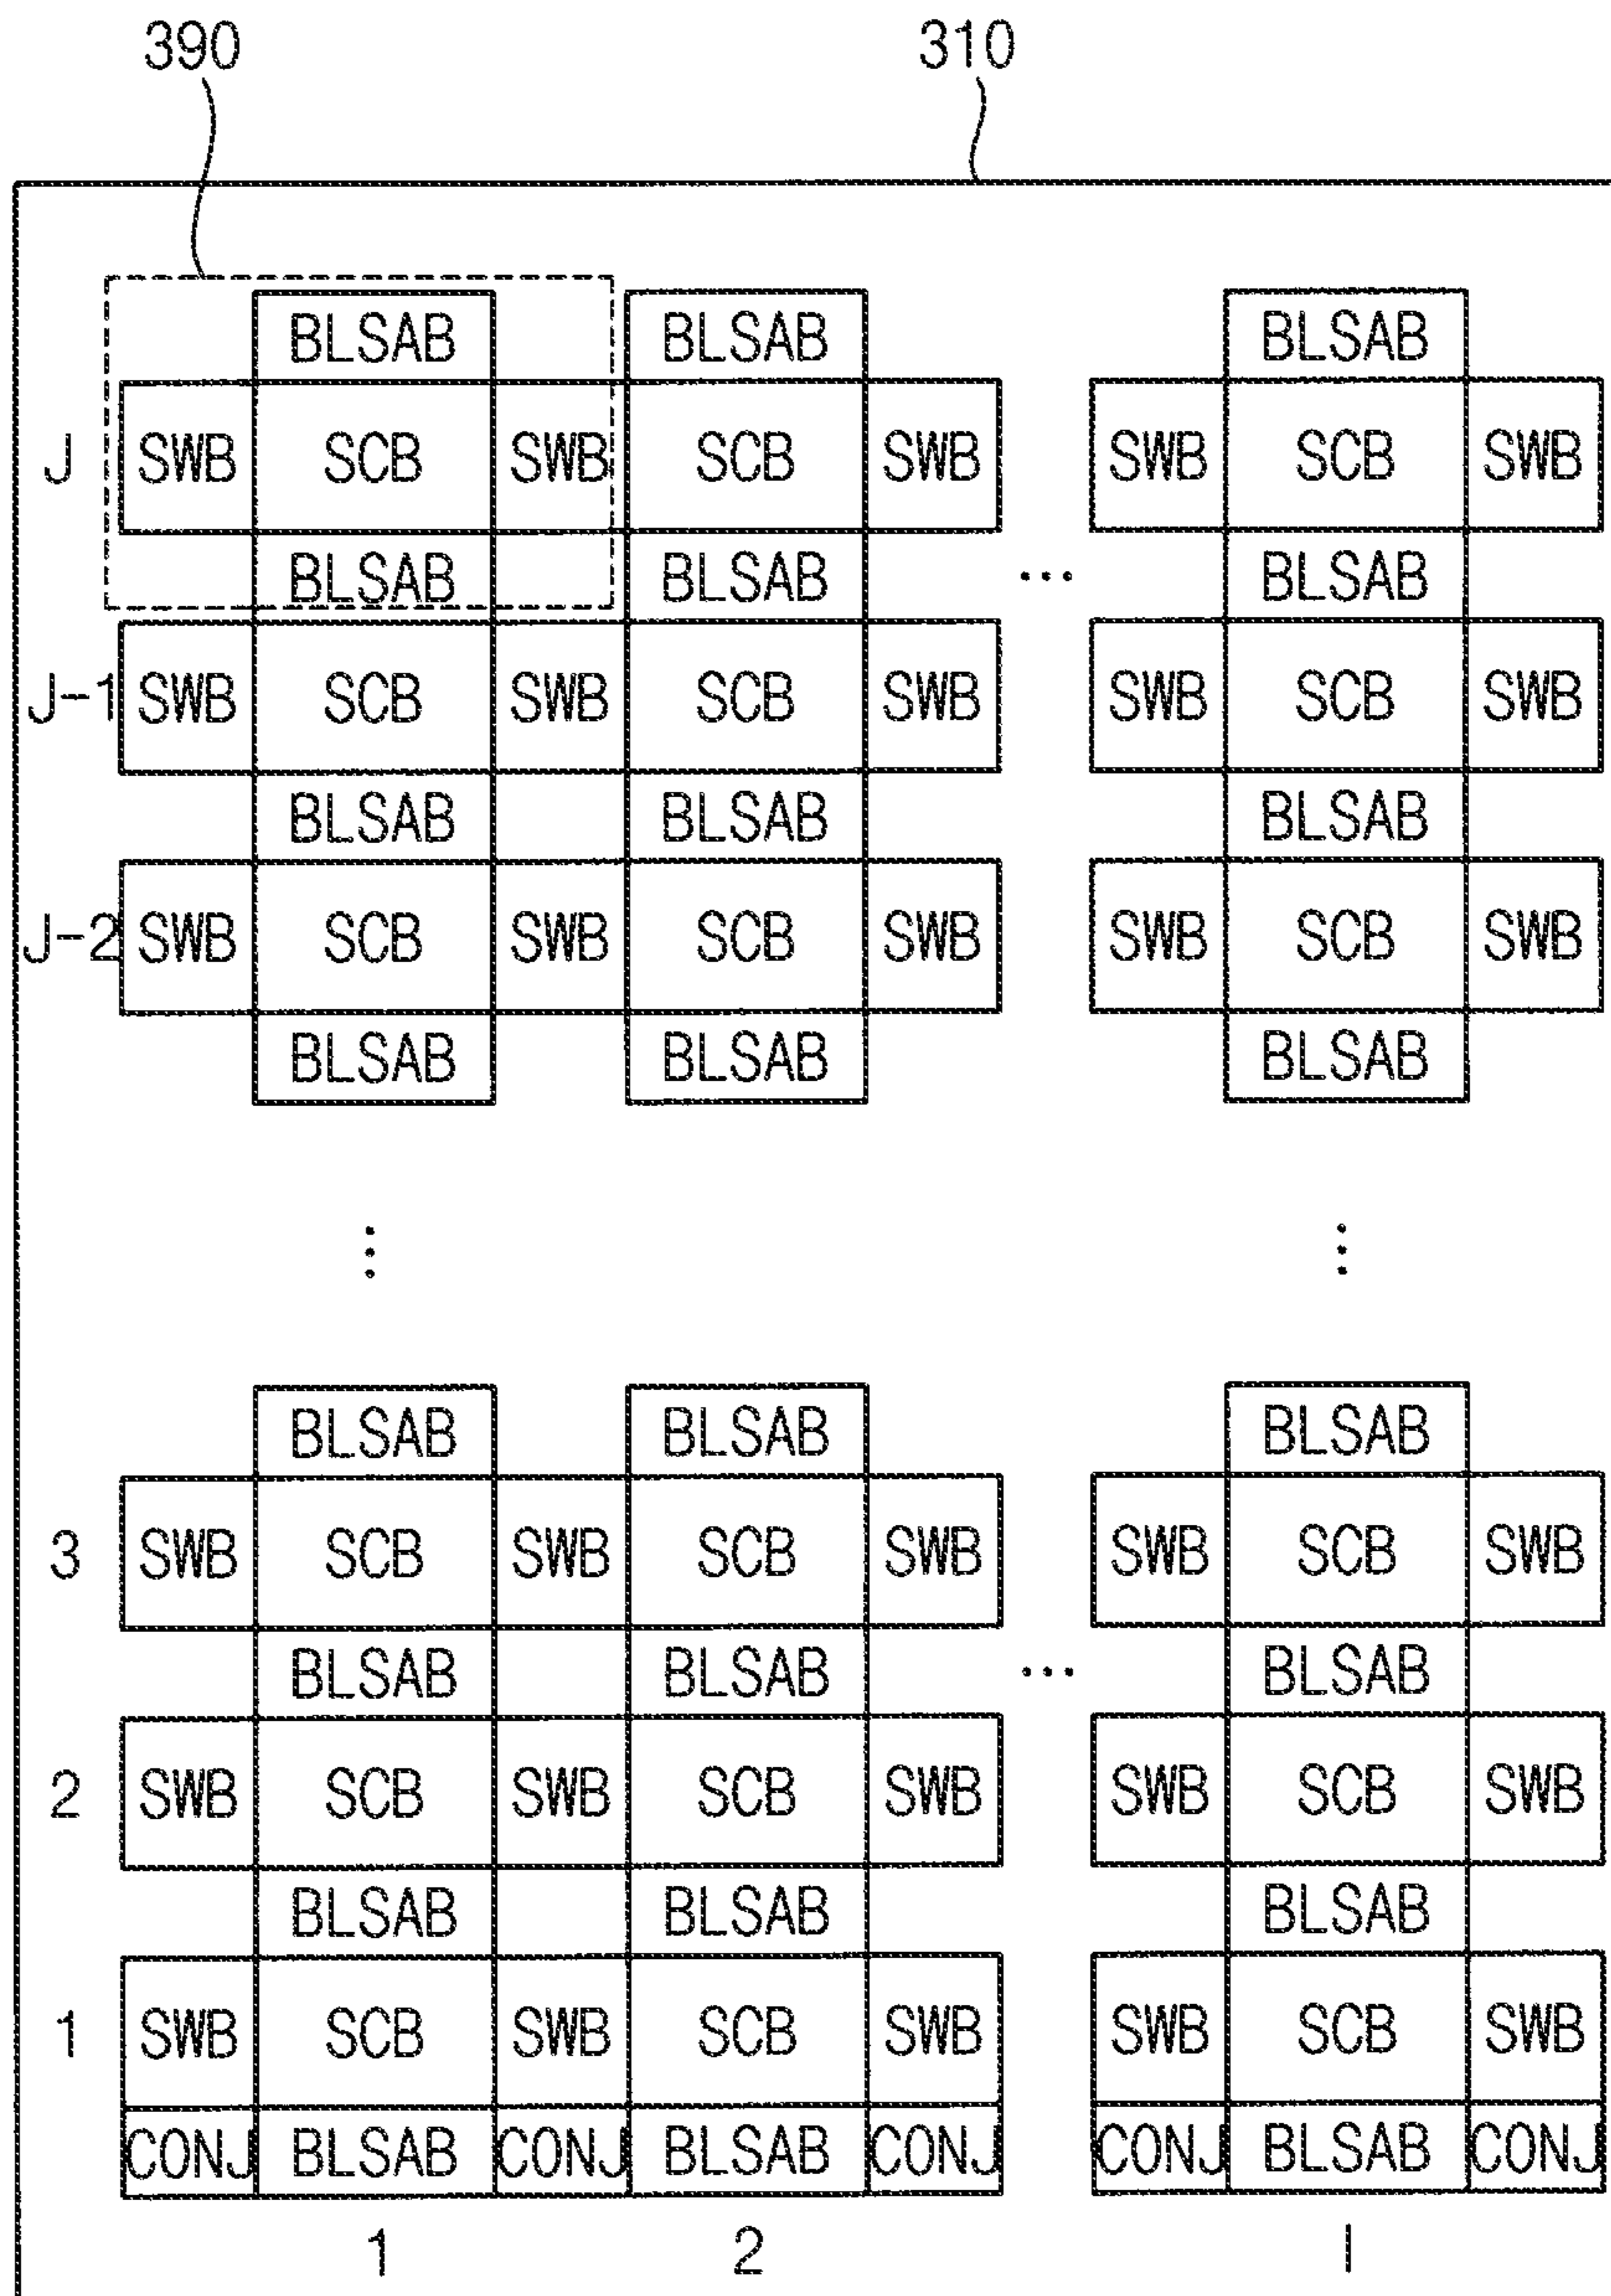 390 310
BLSAB BLSAB BLSAB
J SWB SCB SWB SCB SWB SWB SCB SWB
BLSAB BLSAB ... BLSAB
J-1 SWB SCB SWB SCB SWB SWB SCB SWB
BLSAB BLSAB BLSAB
J-2 SWB SCB SWB SCB SWB SWB SCB SWB
BLSAB BLSAB BLSAB
⋮ ⋮
BLSAB BLSAB BLSAB
3 SWB SCB SWB SCB SWB SWB SCB SWB
BLSAB BLSAB ... BLSAB
2 SWB SCB SWB SCB SWB SWB SCB SWB
BLSAB BLSAB BLSAB
1 SWB SCB SWB SCB SWB SWB SCB SWB
CONJ BLSAB CONJ BLSAB CONJ CONJ BLSAB CONJ
1 2 I